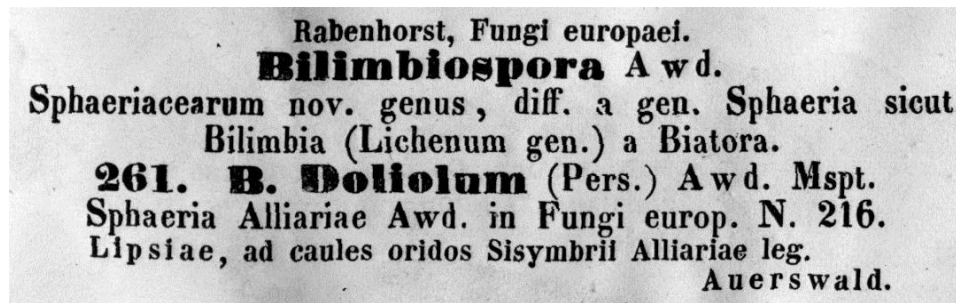 Rabenhorst, Fungi europaei.
Bilimbiospora Awd.
Sphaeriacearum nov. genus, diff. a gen. Sphaeria sicut
Bilimbia (Lichenum gen.) a Biatora.
261. B. Doliolum (Pers.) Awd. Mspt.
Sphaeria Alliariae Awd. in Fungi europ. N. 216.
Lipsiae, ad caules oridos Sisymbrii Alliariae leg.
Auerswald.